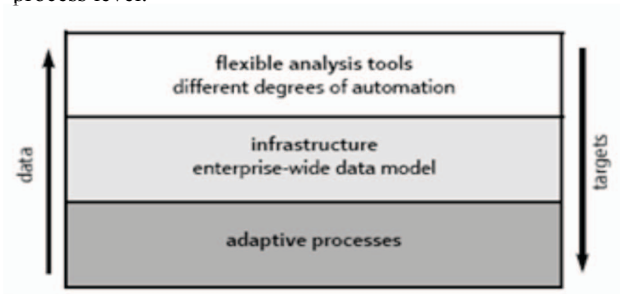 process level.
flexible analysis tools
different degrees of automation
infrastructure
enterprise-wide data model
adaptive processes
data
targets